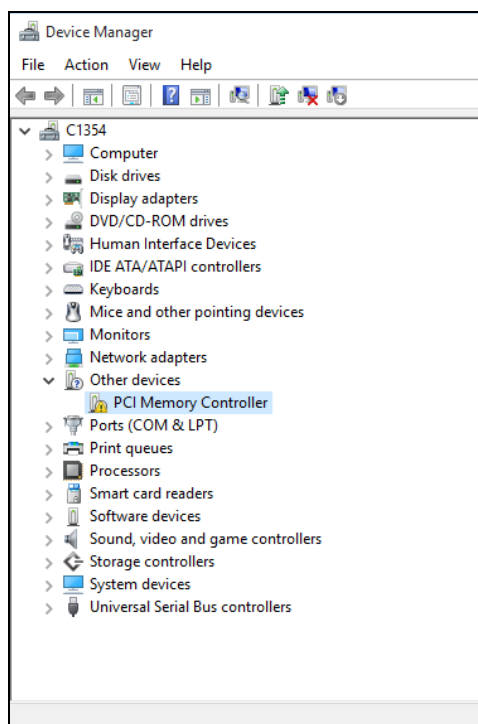 Device Manager
File Action View Help
C1354
Computer
Disk drives
Display adapters
DVD/CD-ROM drives
Human Interface Devices
IDE ATA/ATAPI controllers
Keyboards
Mice and other pointing devices
Monitors
Network adapters
Other devices
PCI Memory Controller
Ports (COM & LPT)
Print queues
Processors
Smart card readers
Software devices
Sound, video and game controllers
Storage controllers
System devices
Universal Serial Bus controllers